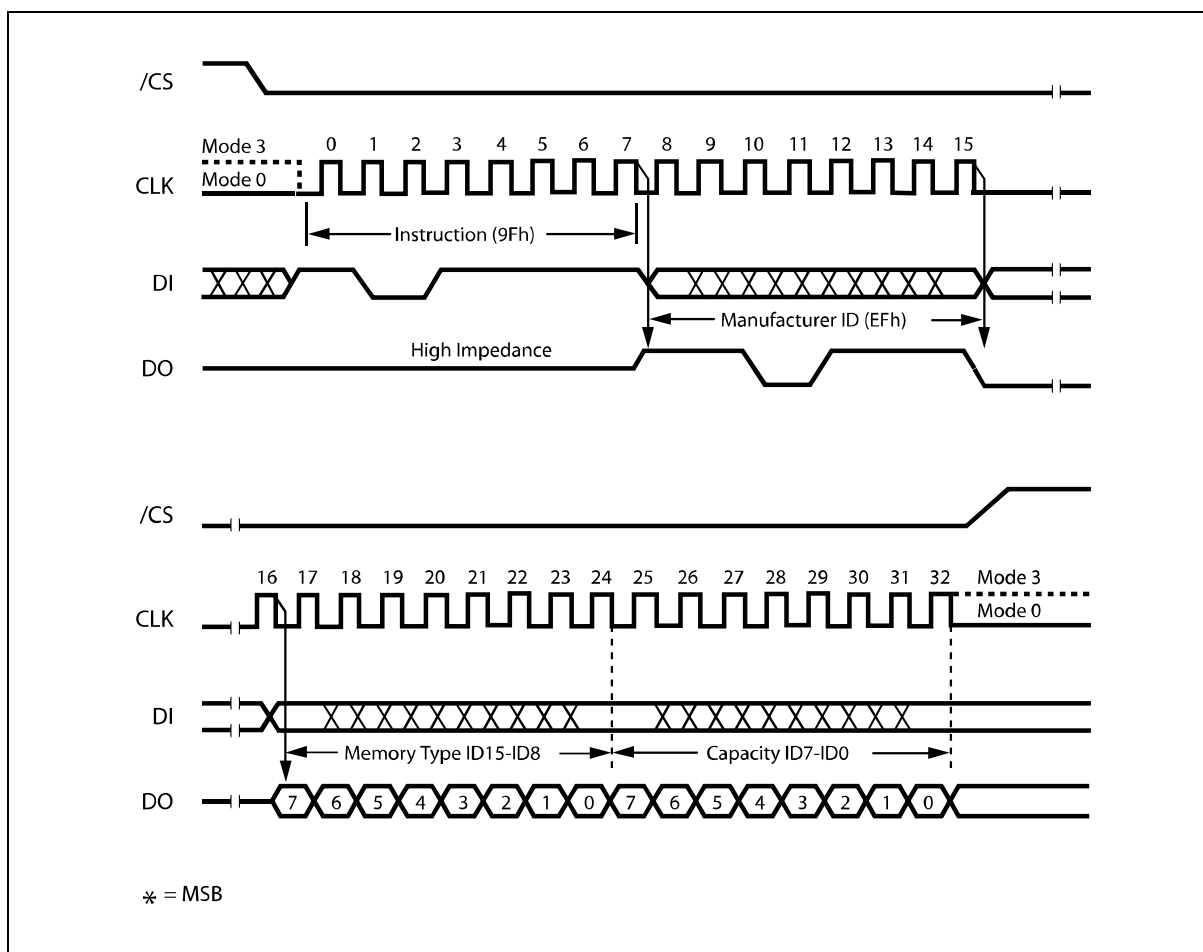 /CS
Mode 3
Mode 0
CLK
0 1 2 3 4 5 6 7 8 9 10 11 12 13 14 15
Instruction (9Fh)
DI
Manufacturer ID (EFh)
High Impedance
DO
/CS
16 17 18 19 20 21 22 23 24 25 26 27 28 29 30 31 32
Mode 3
Mode 0
CLK
DI
Memory Type ID15-ID8
Capacity ID7-ID0
DO
7 6 5 4 3 2 1 0 7 6 5 4 3 2 1 0
* = MSB